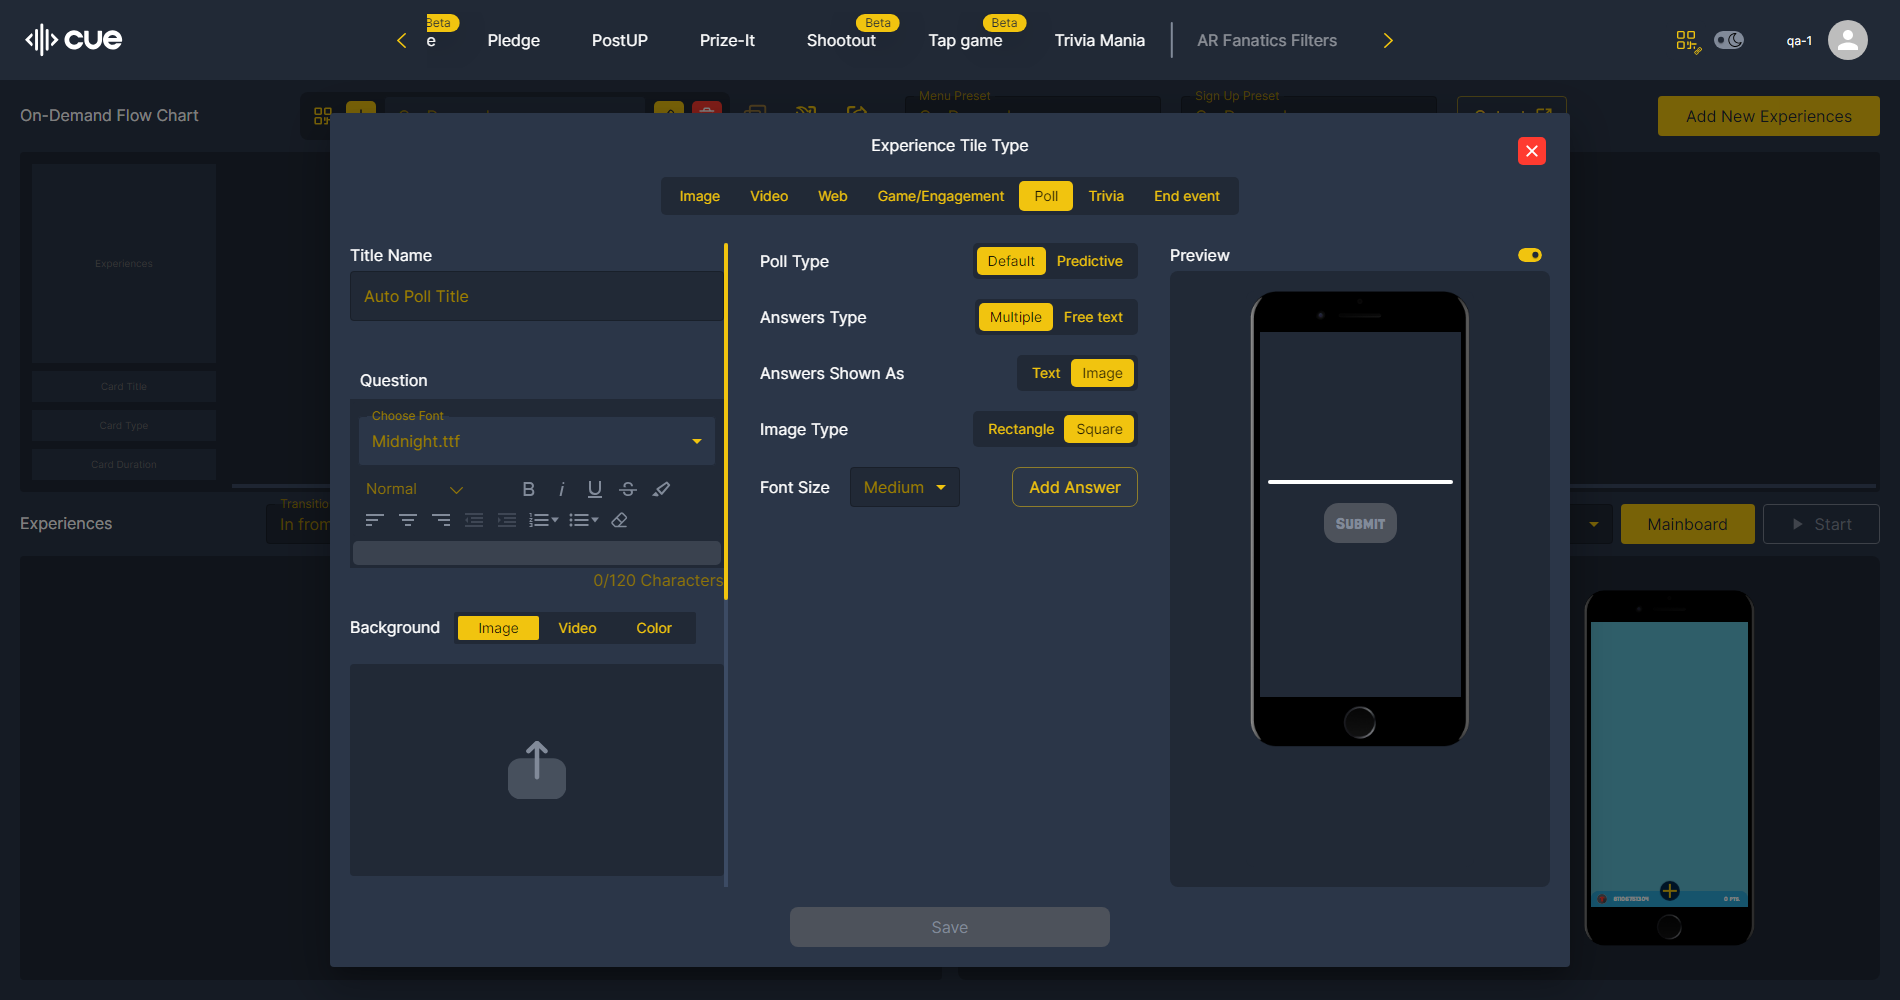 cue
Beta
e
Pledge
PostUP
Prize-It
Beta
Shootout
Beta
Tap game
Trivia Mania
AR Fanatics Filters
qa-1
On-Demand Flow Chart
Menu Preset
Sign Up Preset
Add New Experiences
Experience Tile Type
Image Video Web Game/Engagement Poll Trivia End event
Experiences
Card Title
Card Type
Card Duration
Title Name
Auto Poll Title
Question
Choose Font
Midnight.ttf
Normal
B i U S
0/120 Characters
Background Image Video Color
Poll Type Default Predictive
Answers Type Multiple Free text
Answers Shown As Text Image
Image Type Rectangle Square
Font Size Medium Add Answer
Preview
SUBMIT
Save
Transitio
Experiences
In from
Mainboard
Start